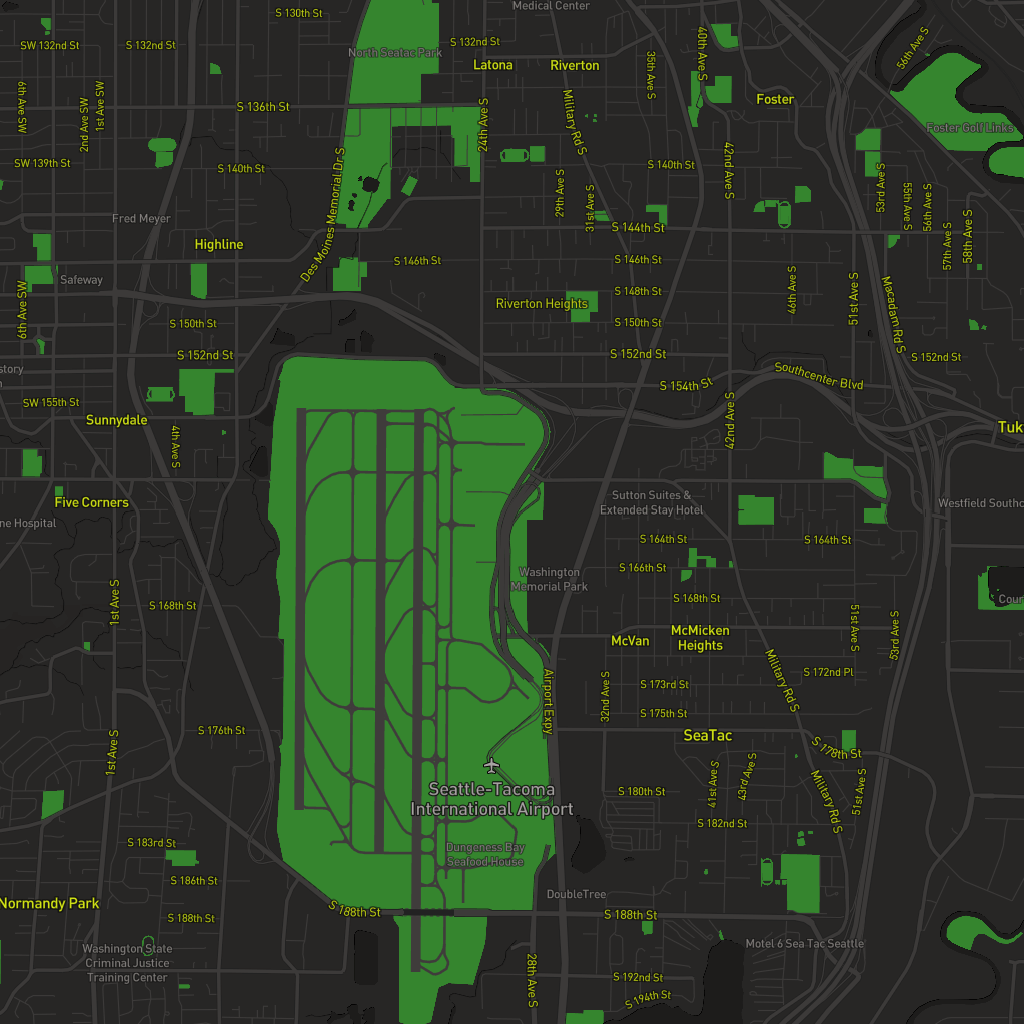 Medical Center
S 130th St
SW 132nd St
S 132nd St
S 132nd St
North Seatac Park
56th Ave S
40th Ave S
35th Ave S
Latona
Riverton
6th Ave SW
2nd Ave SW
1st Ave SW
S 136th St
24th Ave S
Military Rd S
Foster
Foster Golf Links
SW 139th St
S 140th St
S 140th St
42nd Ave S
Des Moines Memorial Dr S
29th Ave S
31st Ave S
53rd Ave S
55th Ave S
56th Ave S
57th Ave S
58th Ave S
Fred Meyer
S 144th St
Highline
S 146th St
S 146th St
Safeway
6th Ave SW
S 148th St
46th Ave S
51st Ave S
Macadam Rd S
Riverton Heights
S 150th St
S 150th St
S 152nd St
S 152nd St
S 152nd St
story
Southcenter Blvd
S 154th St
SW 155th St
Sunnydale
4th Ave S
42nd Ave S
Tuk
Five Corners
Sutton Suites &
Extended Stay Hotel
Westfield Southc
ne Hospital
S 164th St
S 164th St
S 166th St
Washington
Memorial Park
1st Ave S
S 168th St
S 168th St
Cour
51st Ave S
53rd Ave S
McVan
McMicken
Heights
Military Rd S
S 172nd Pl
Airport Expy
32nd Ave S
S 173rd St
S 175th St
S 176th St
1st Ave S
SeaTac
S 178th St
Seattle-Tacoma
International Airport
S 180th St
41st Ave S
43rd Ave S
Military Rd S
51st Ave S
S 182nd St
S 183rd St
Dungeness Bay
Seafood House
S 186th St
DoubleTree
Normandy Park
S 188th St
S 188th St
S 188th St
Washington State
Criminal Justice
Training Center
Motel 6 Sea Tac Seattle
28th Ave S
S 192nd St
S 194th St